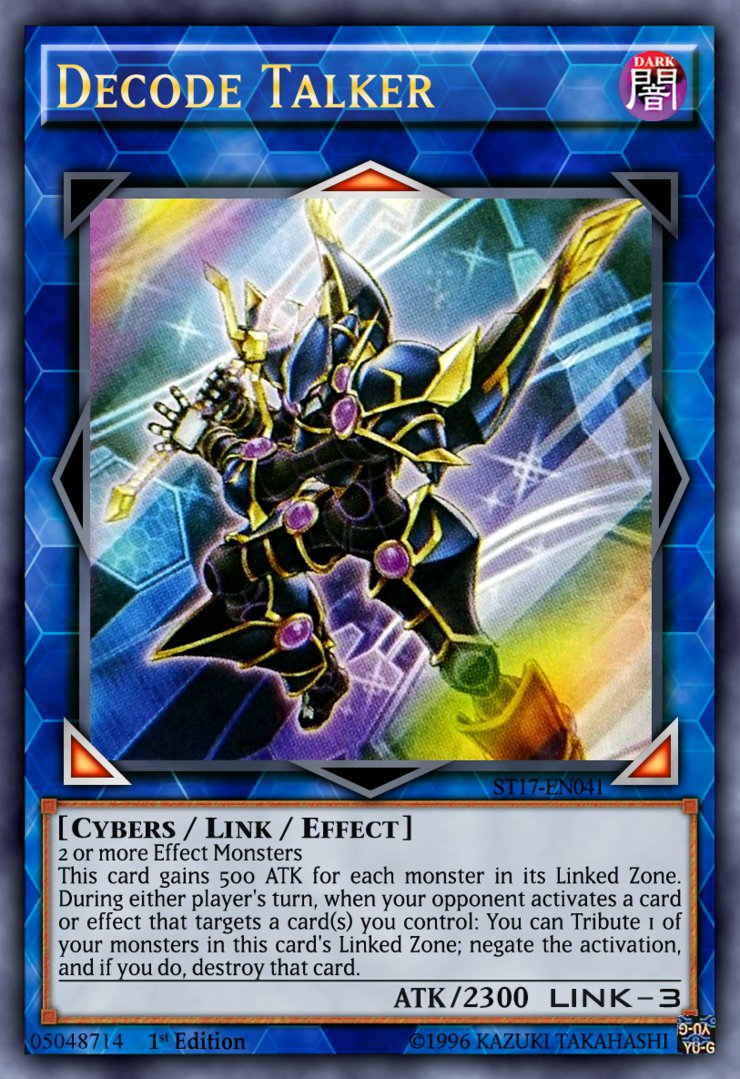 DECODE TALKER
DARK
闇
ST17-EN041
[CYBERS / LINK / EFFECT]
2 or more Effect Monsters
This card gains 500 ATK for each monster in its Linked Zone.
During either player's turn, when your opponent activates a card
or effect that targets a card(s) you control: You can Tribute 1 of
your monsters in this card's Linked Zone; negate the activation,
and if you do, destroy that card.
ATK/2300 LINK-3
05048714 1st Edition ©1996 KAZUKI TAKAHASHI